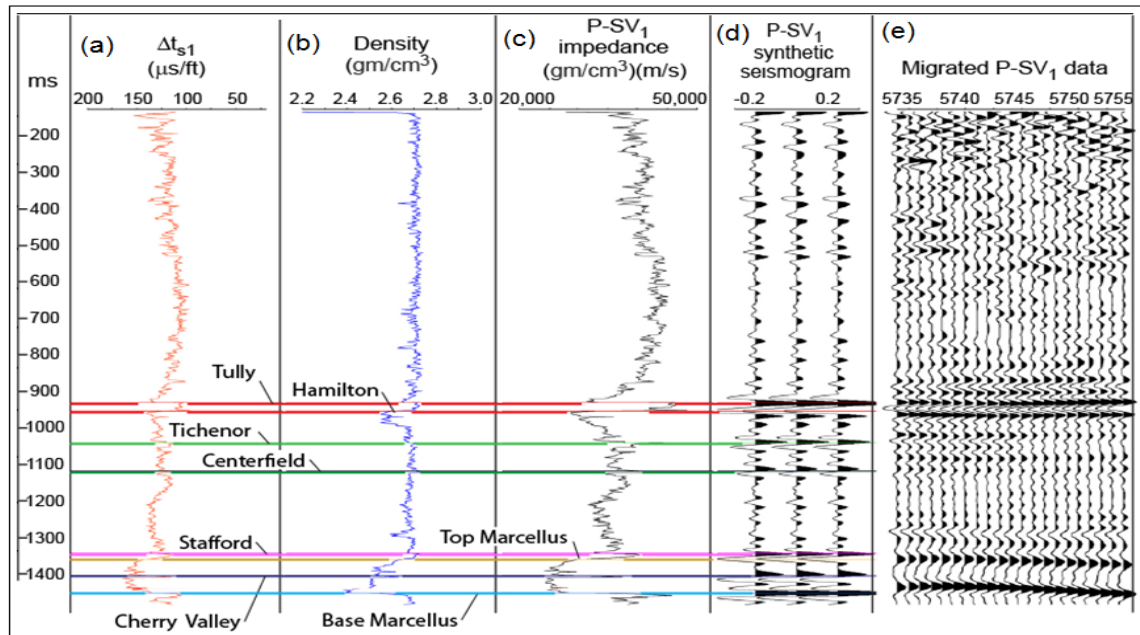 (a)
Δts1
(μs/ft)
(b)
Density
(gm/cm³)
(c)
P-SV1
impedance
(gm/cm³)(m/s)
(d)
P-SV1
synthetic
seismogram
(e)
Migrated P-SV1 data
ms
200 100 50
2.2 2.4 2.6 2.8 3.0
20,000 50,000
-0.2 0.2
5735 5740 5745 5750 5755
-200
-300
-400
-500
-600
-700
-800
-900
-1000
-1100
-1200
-1300
-1400
Tully
Hamilton
Tichenor
Centerfield
Stafford
Top Marcellus
Cherry Valley
Base Marcellus